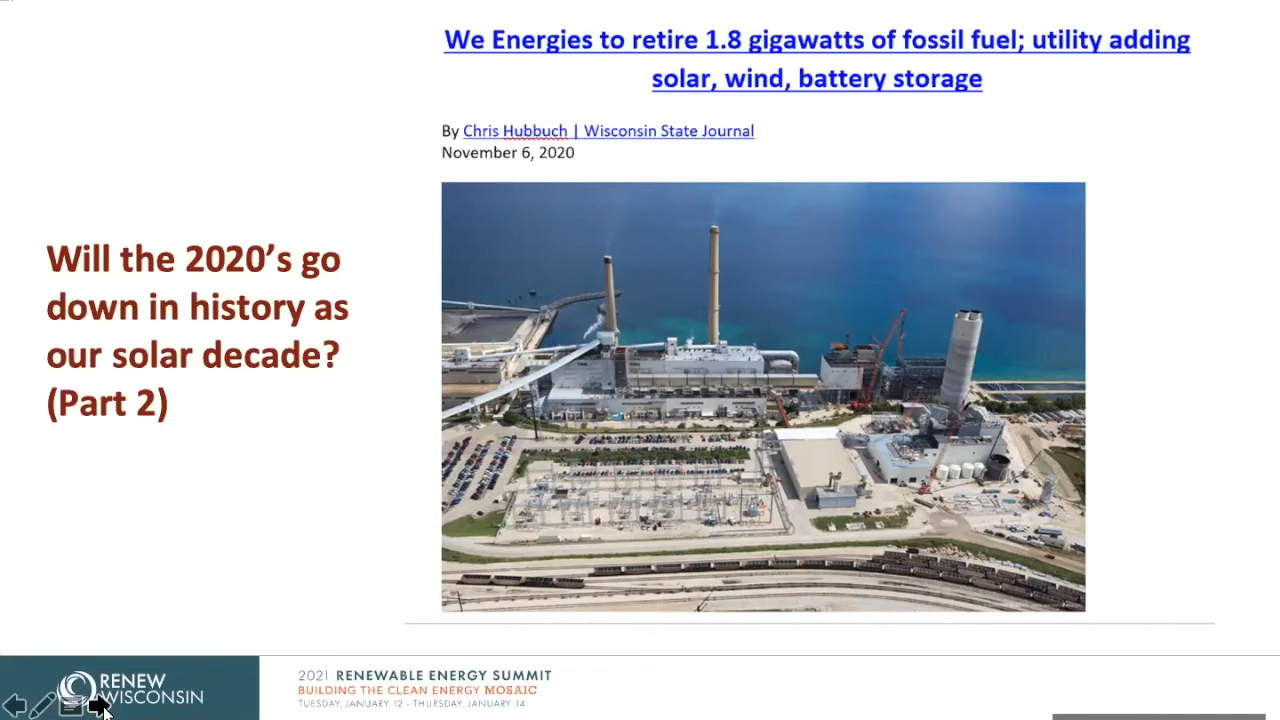 We Energies to retire 1.8 gigawatts of fossil fuel; utility adding
solar, wind, battery storage
By Chris Hubbuch | Wisconsin State Journal
November 6, 2020
Will the 2020’s go
down in history as
our solar decade?
(Part 2)
RENEW
WISCONSIN
2021 RENEWABLE ENERGY SUMMIT
BUILDING THE CLEAN ENERGY MOSAIC
TUESDAY, JANUARY 12 - THURSDAY, JANUARY 14